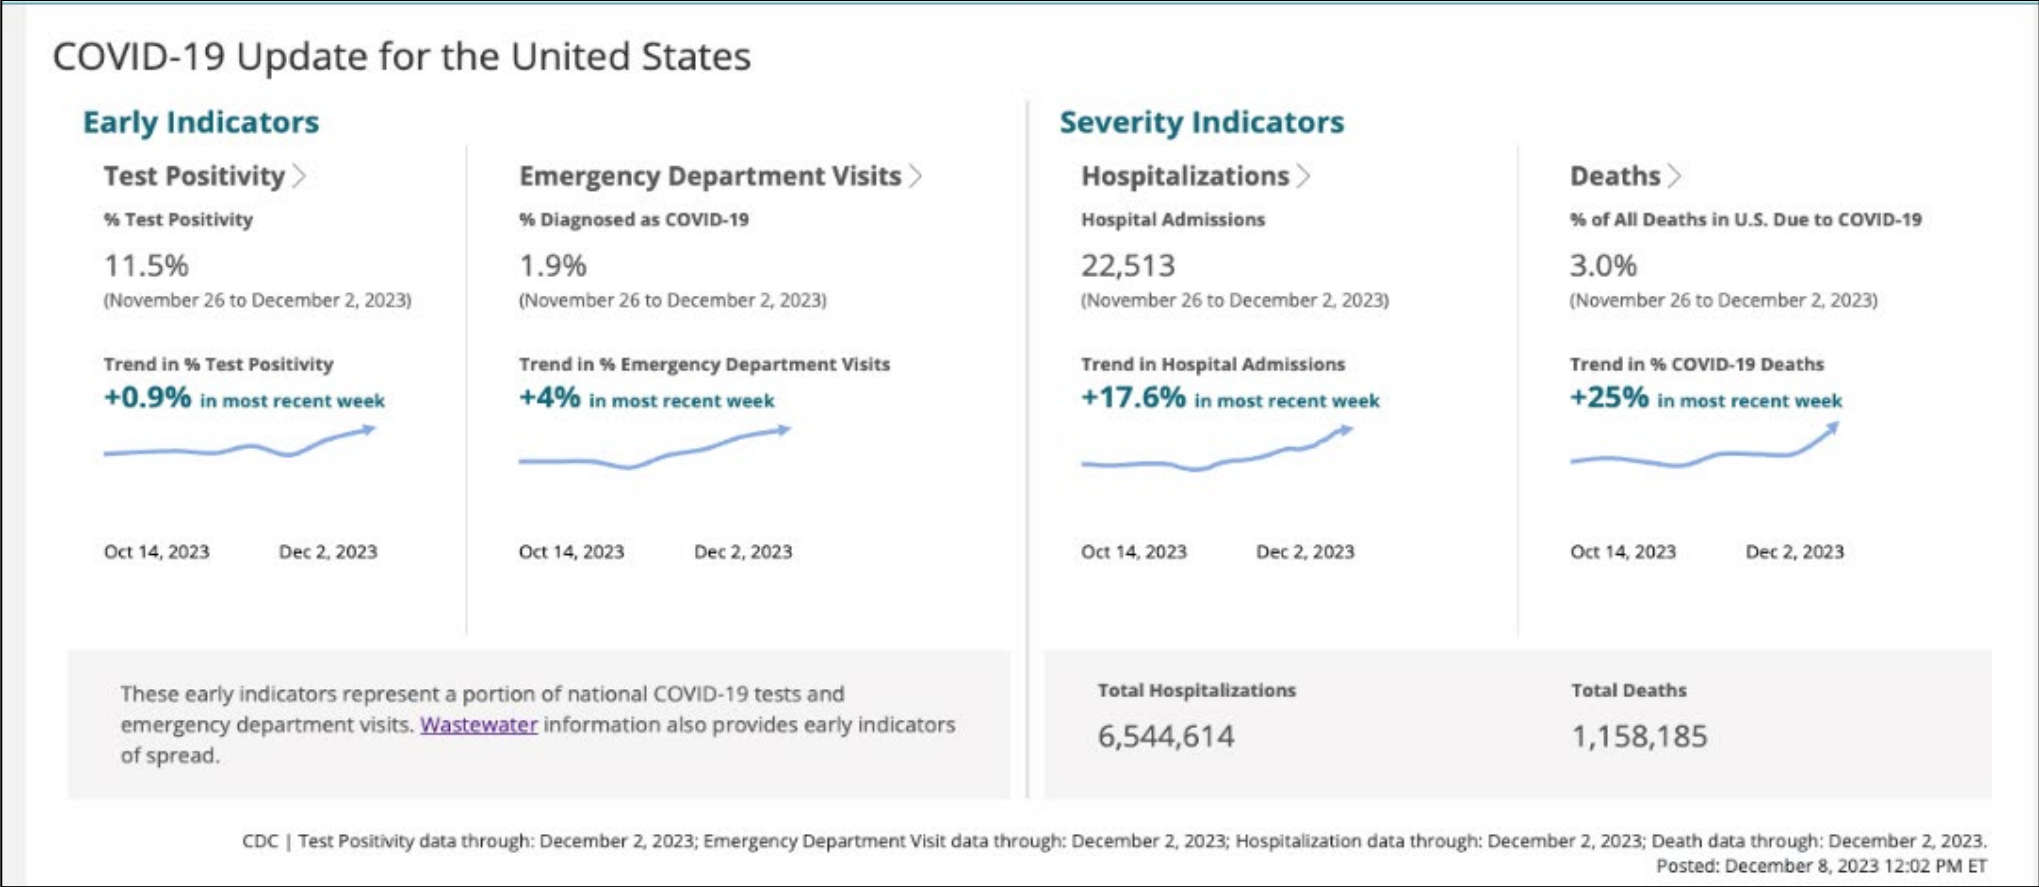 COVID-19 Update for the United States
Early Indicators
Test Positivity
% Test Positivity
11.5%
(November 26 to December 2, 2023)
Trend in % Test Positivity
+0.9% in most recent week
Oct 14, 2023 Dec 2, 2023
Emergency Department Visits
% Diagnosed as COVID-19
1.9%
(November 26 to December 2, 2023)
Trend in % Emergency Department Visits
+4% in most recent week
Oct 14, 2023 Dec 2, 2023
These early indicators represent a portion of national COVID-19 tests and
emergency department visits. Wastewater information also provides early indicators
of spread.
Severity Indicators
Hospitalizations
Hospital Admissions
22,513
(November 26 to December 2, 2023)
Trend in Hospital Admissions
+17.6% in most recent week
Oct 14, 2023 Dec 2, 2023
Deaths
% of All Deaths in U.S. Due to COVID-19
3.0%
(November 26 to December 2, 2023)
Trend in % COVID-19 Deaths
+25% in most recent week
Oct 14, 2023 Dec 2, 2023
Total Hospitalizations
6,544,614
Total Deaths
1,158,185
CDC | Test Positivity data through: December 2, 2023; Emergency Department Visit data through: December 2, 2023; Hospitalization data through: December 2, 2023; Death data through: December 2, 2023.
Posted: December 8, 2023 12:02 PM ET